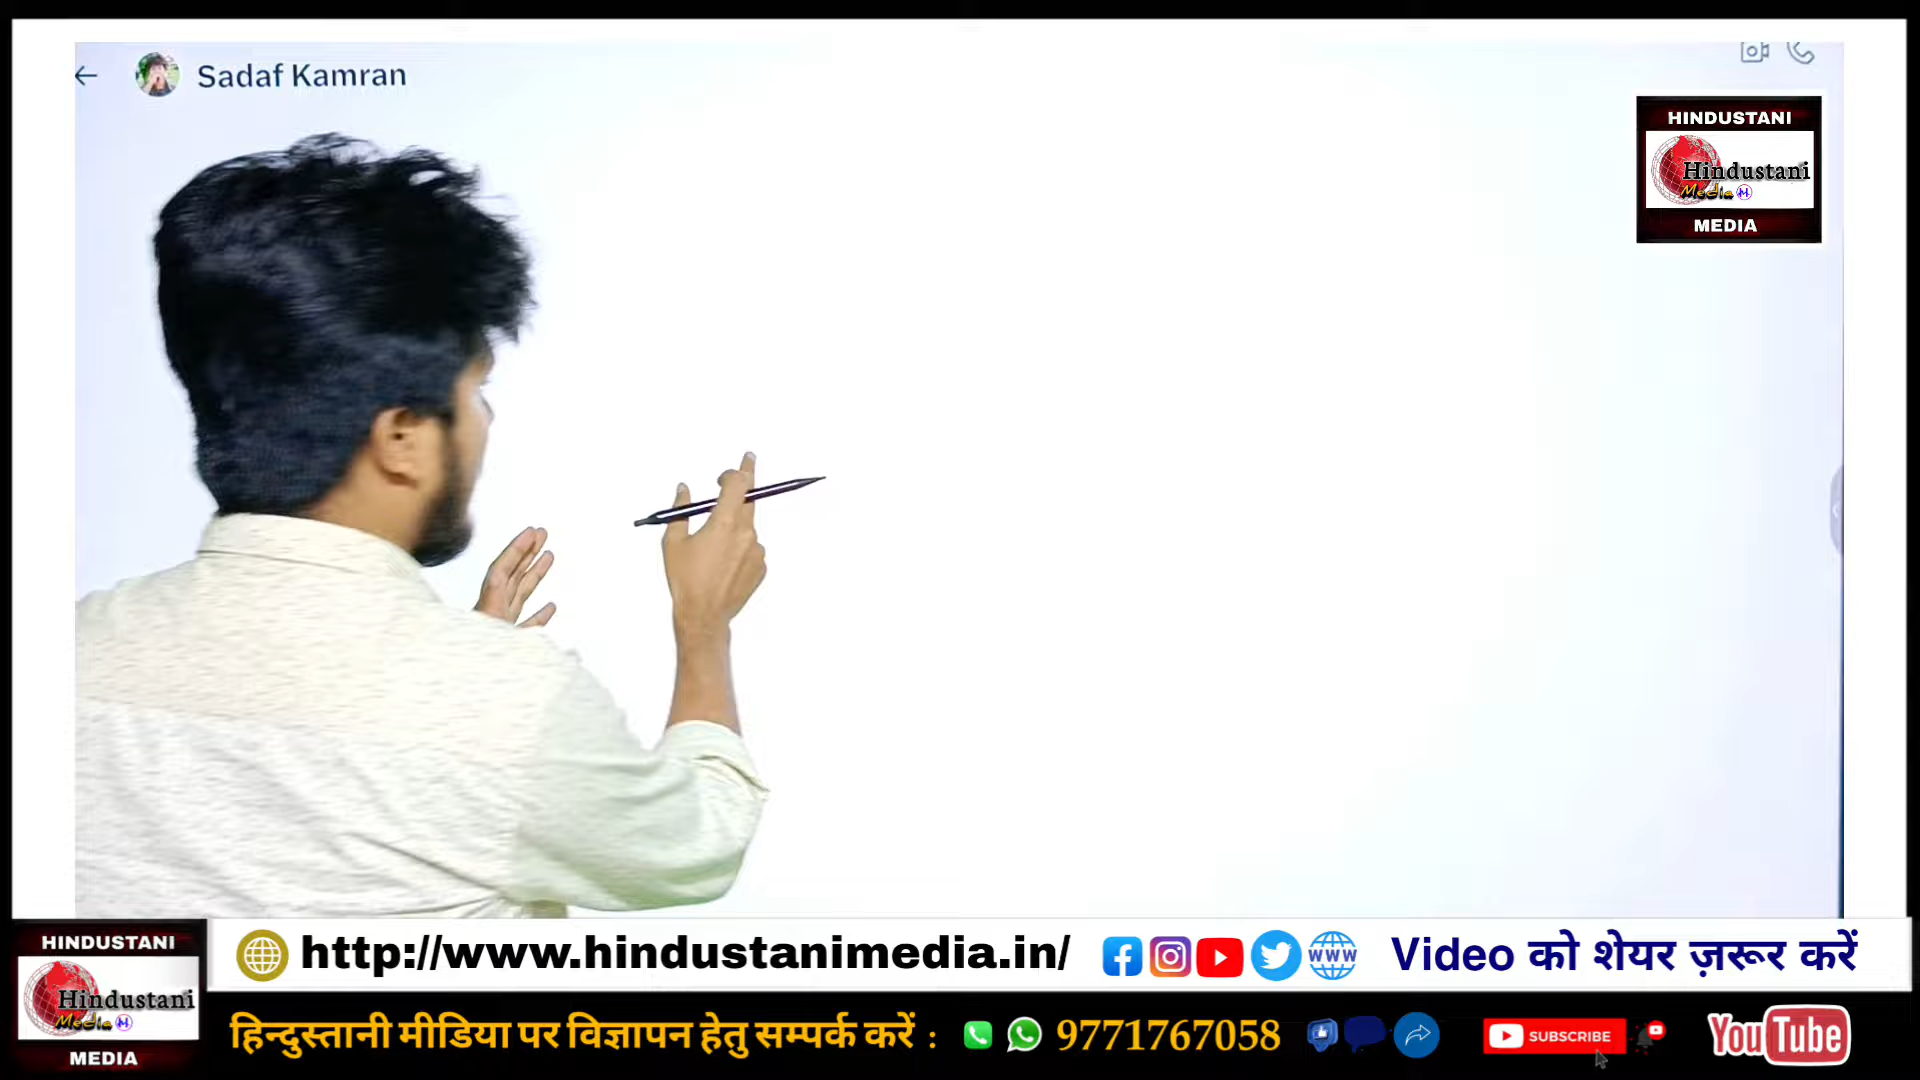 Sadaf Kamran
HINDUSTANI
Hindustani
Media M
MEDIA
HINDUSTANI
Hindustani
Media M
MEDIA
http://www.hindustanimedia.in/
WWW
Video को शेयर ज़रूर करें
हिन्दुस्तानी मीडिया पर विज्ञापन हेतु सम्पर्क करें :
9771767058
SUBSCRIBE
YouTube